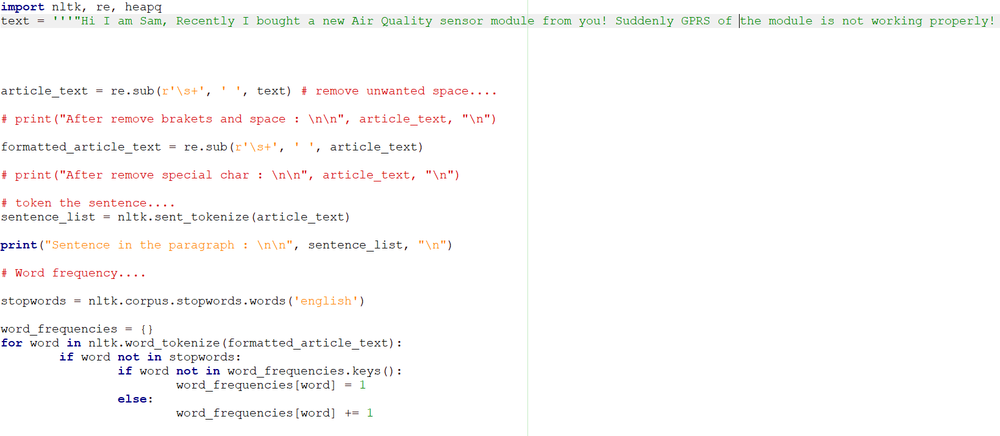 import nltk, re, heapq
text = ''''"Hi I am Sam, Recently I bought a new Air Quality sensor module from you! Suddenly GPRS of the module is not working properly!
article_text = re.sub(r'\s+', ' ', text) # remove unwanted space....
# print("After remove brakets and space : \n\n", article_text, "\n")
formatted_article_text = re.sub(r'\s+', ' ', article_text)
# print("After remove special char : \n\n", article_text, "\n")
# token the sentence....
sentence_list = nltk.sent_tokenize(article_text)
print("Sentence in the paragraph : \n\n", sentence_list, "\n")
# Word frequency....
stopwords = nltk.corpus.stopwords.words('english')
word_frequencies = {}
for word in nltk.word_tokenize(formatted_article_text):
        if word not in stopwords:
                if word not in word_frequencies.keys():
                        word_frequencies[word] = 1
                else:
                        word_frequencies[word] += 1